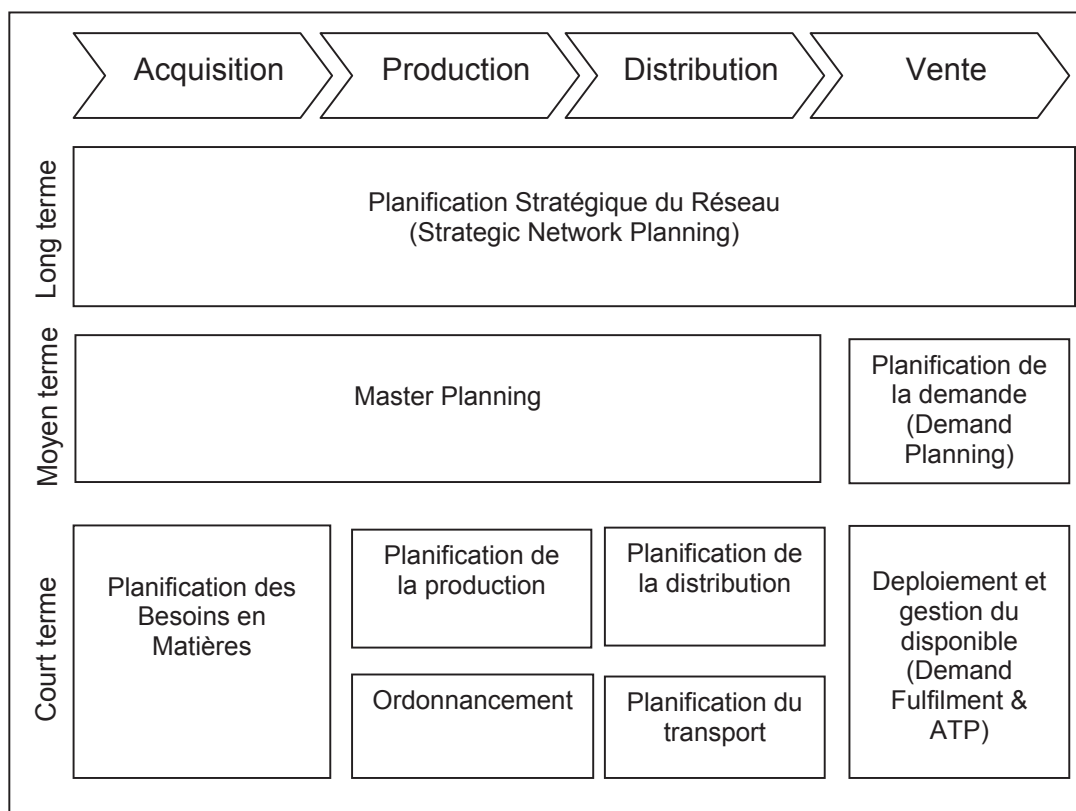 Acquisition
Production
Distribution
Vente
Long terme
Planification Stratégique du Réseau
(Strategic Network Planning)
Moyen terme
Master Planning
Planification de
la demande
(Demand
Planning)
Court terme
Planification des
Besoins en
Matières
Planification de
la production
Ordonnancement
Planification de
la distribution
Planification du
transport
Deploiement et
gestion du
disponible
(Demand
Fulfilment &
ATP)